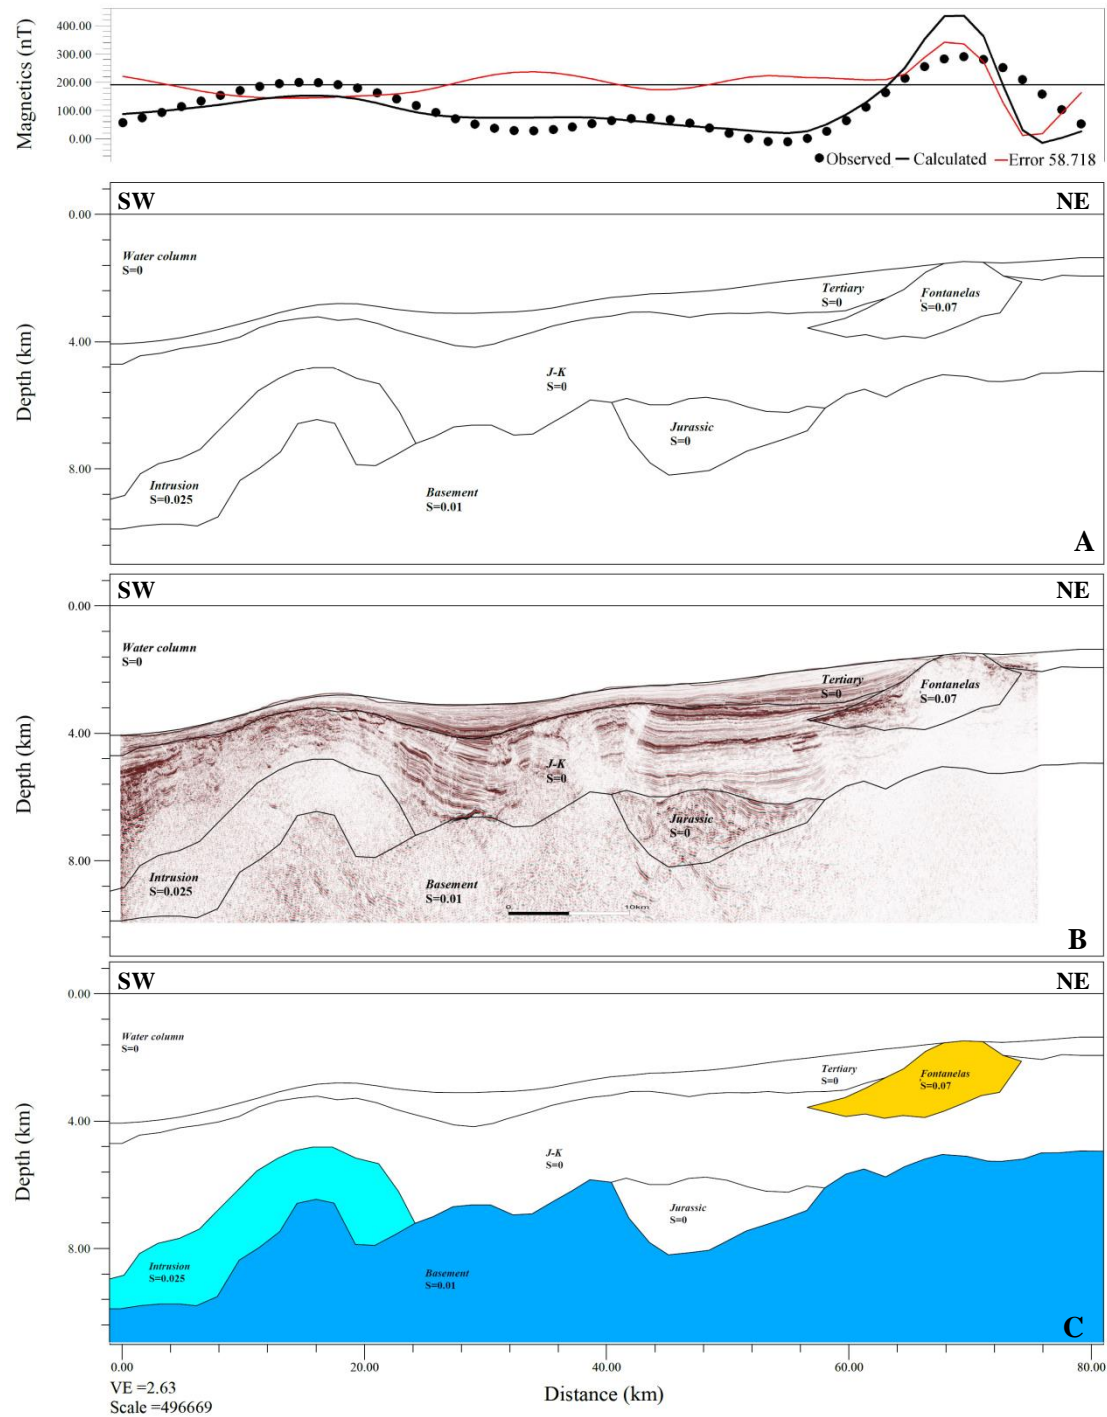 Magnetics (nT)
400.00
300.00
200.00
100.00
0.00
Observed Calculated Error 58.718
SW NE
0.00
Water column
S=0
Tertiary
S=0
Fontanelas
S=0.07
Depth (km)
4.00
J-K
S=0
Jurassic
S=0
8.00
Intrusion
S=0.025
Basement
S=0.01
A
SW NE
0.00
Water column
S=0
Tertiary
S=0
Fontanelas
S=0.07
Depth (km)
4.00
J-K
S=0
Jurassic
S=0
8.00
Intrusion
S=0.025
Basement
S=0.01
0 10km
B
SW NE
0.00
Water column
S=0
Tertiary
S=0
Fontanelas
S=0.07
Depth (km)
4.00
J-K
S=0
Jurassic
S=0
8.00
Intrusion
S=0.025
Basement
S=0.01
C
0.00 20.00 40.00 60.00 80.00
VE =2.63
Distance (km)
Scale =496669